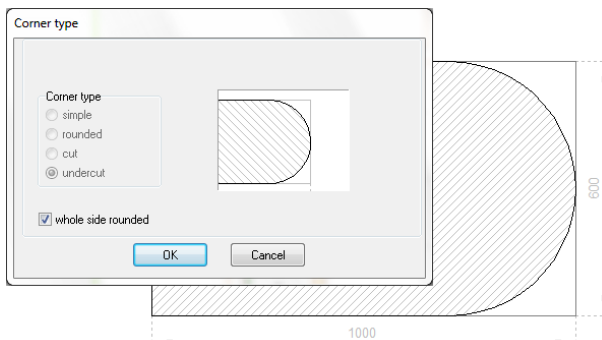 Corner type
Corner type
simple
rounded
cut
undercut
whole side rounded
OK
Cancel
600
1000